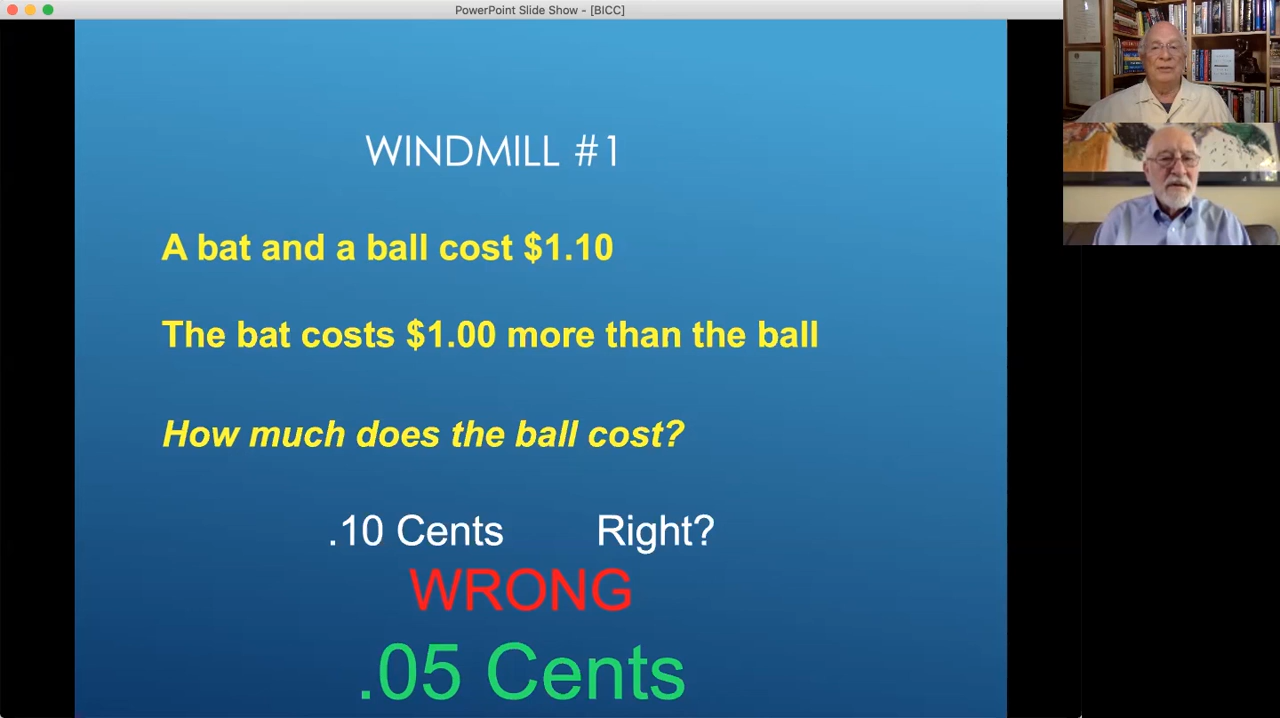 PowerPoint Slide Show - [BICC]
WINDMILL #1
A bat and a ball cost $1.10
The bat costs $1.00 more than the ball
How much does the ball cost?
.10 Cents Right?
WRONG
.05 Cents